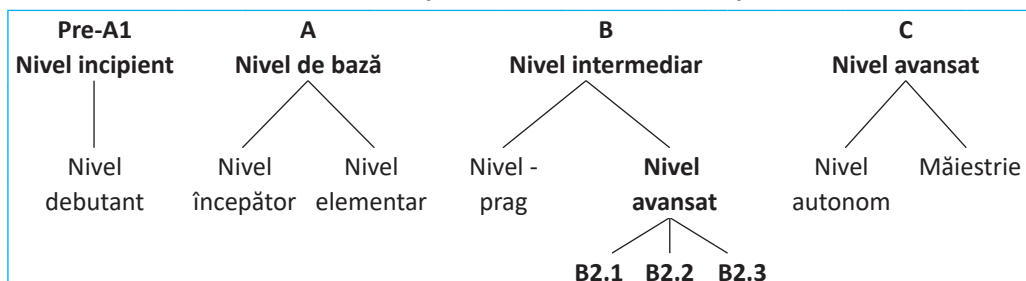 Pre-A1 A B C
Nivel incipient Nivel de bază Nivel intermediar Nivel avansat
Nivel Nivel Nivel Nivel - Nivel Nivel Măiestrie
debutant începător elementar prag avansat autonom
B2.1 B2.2 B2.3